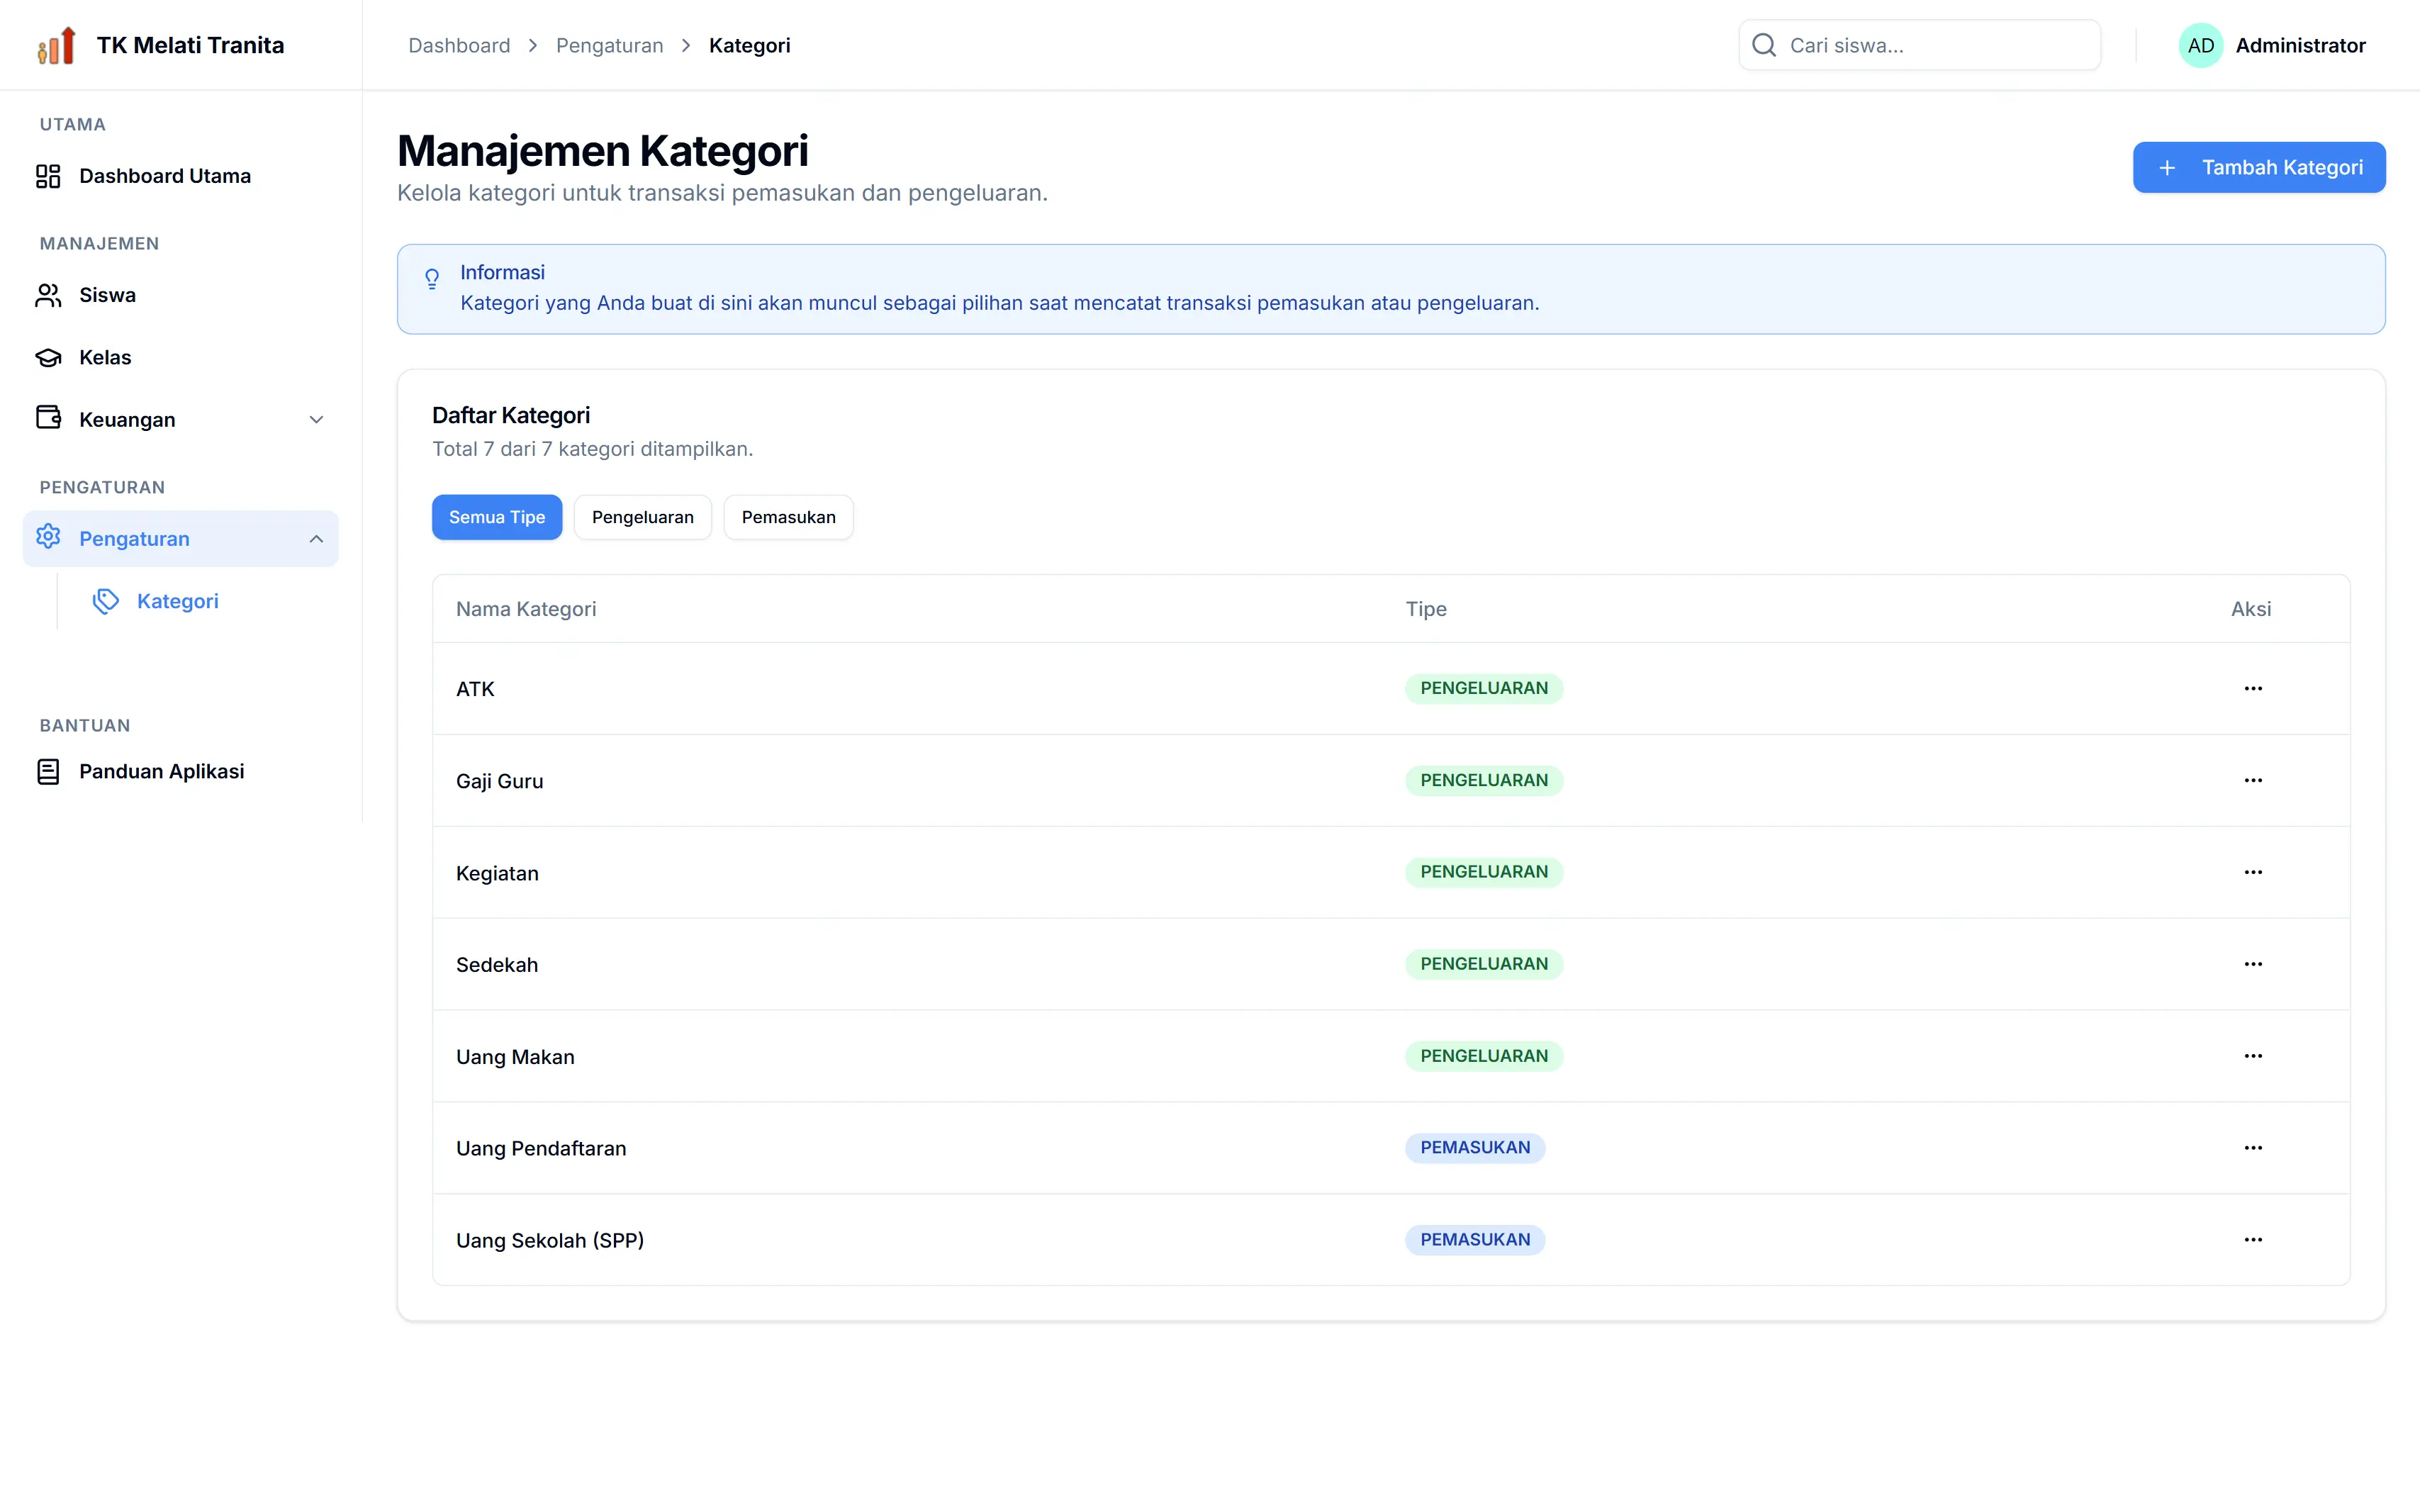 TK Melati Tranita
Dashboard > Pengaturan > Kategori
Cari siswa...
AD Administrator
UTAMA
Dashboard Utama
MANAJEMEN
Siswa
Kelas
Keuangan
PENGATURAN
Pengaturan
Kategori
BANTUAN
Panduan Aplikasi
Manajemen Kategori
Kelola kategori untuk transaksi pemasukan dan pengeluaran.
+ Tambah Kategori
Informasi
Kategori yang Anda buat di sini akan muncul sebagai pilihan saat mencatat transaksi pemasukan atau pengeluaran.
Daftar Kategori
Total 7 dari 7 kategori ditampilkan.
Semua Tipe Pengeluaran Pemasukan
Nama Kategori Tipe Aksi
ATK PENGELUARAN ...
Gaji Guru PENGELUARAN ...
Kegiatan PENGELUARAN ...
Sedekah PENGELUARAN ...
Uang Makan PENGELUARAN ...
Uang Pendaftaran PEMASUKAN ...
Uang Sekolah (SPP) PEMASUKAN ...